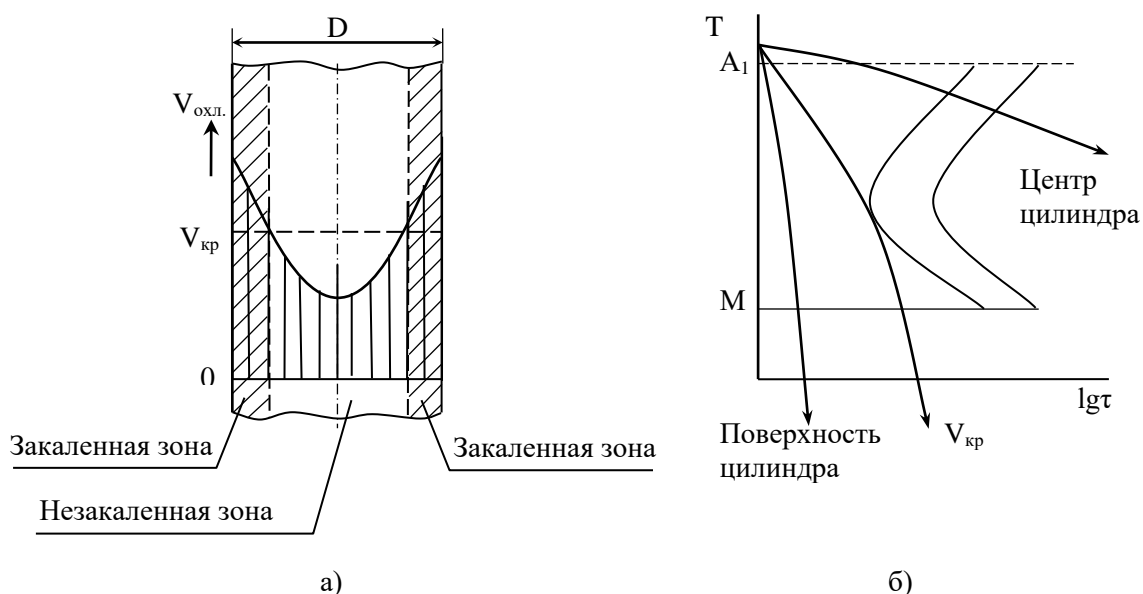 D
Vохл.
Vкр
0
Закаленная зона
Закаленная зона
Незакаленная зона
а)
T
A1
M
Центр
цилиндра
lgτ
Поверхность
цилиндра
Vкр
б)